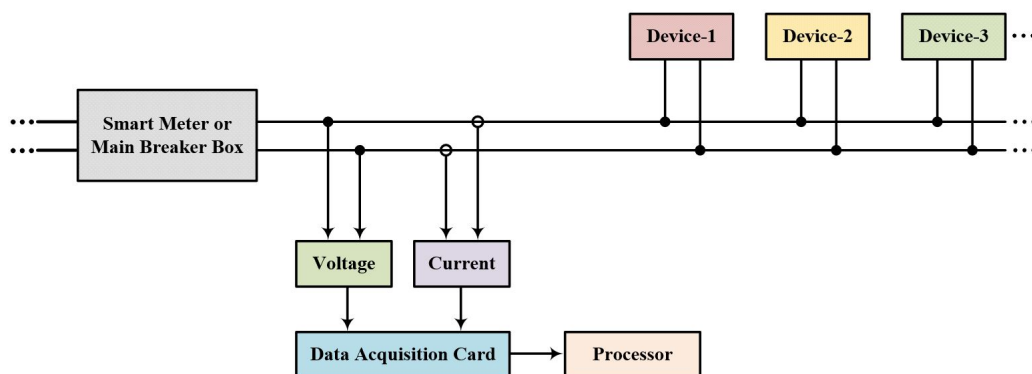 Device-1
Device-2
Device-3
Smart Meter or
Main Breaker Box
Voltage
Current
Data Acquisition Card
Processor